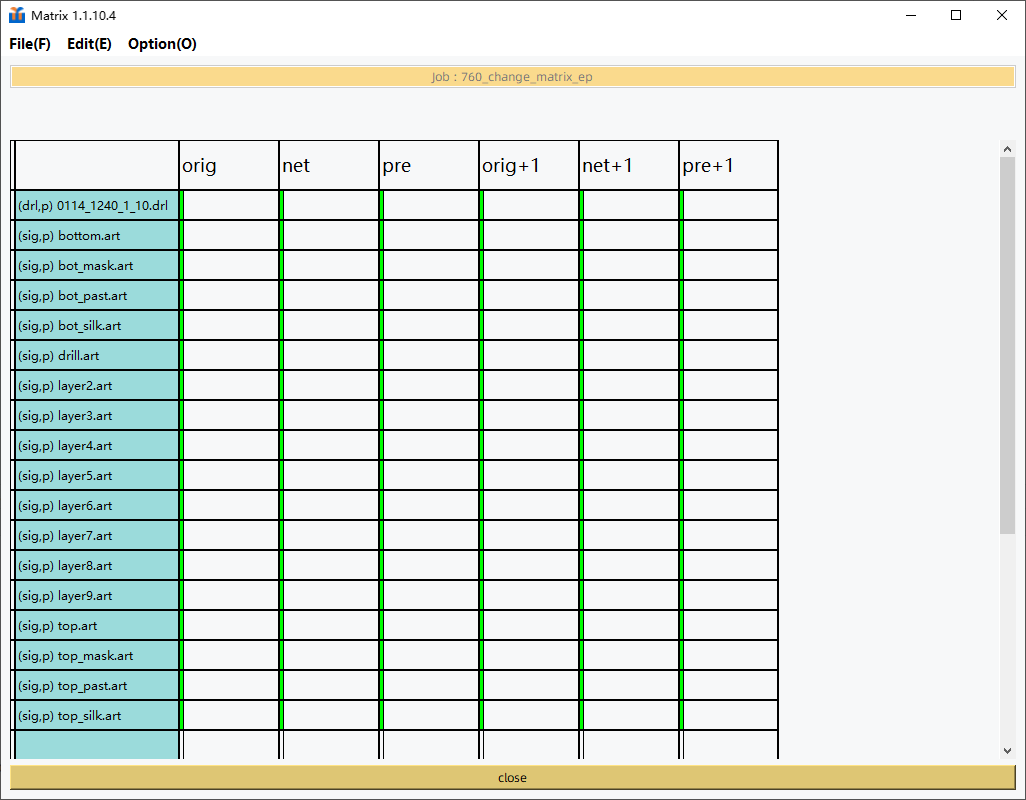 Matrix 1.1.10.4
File(F) Edit(E) Option(O)
Job : 760_change_matrix_ep
orig net pre orig+1 net+1 pre+1
(drl,p) 0114_1240_1_10.drl
(sig,p) bottom.art
(sig,p) bot_mask.art
(sig,p) bot_past.art
(sig,p) bot_silk.art
(sig,p) drill.art
(sig,p) layer2.art
(sig,p) layer3.art
(sig,p) layer4.art
(sig,p) layer5.art
(sig,p) layer6.art
(sig,p) layer7.art
(sig,p) layer8.art
(sig,p) layer9.art
(sig,p) top.art
(sig,p) top_mask.art
(sig,p) top_past.art
(sig,p) top_silk.art
close